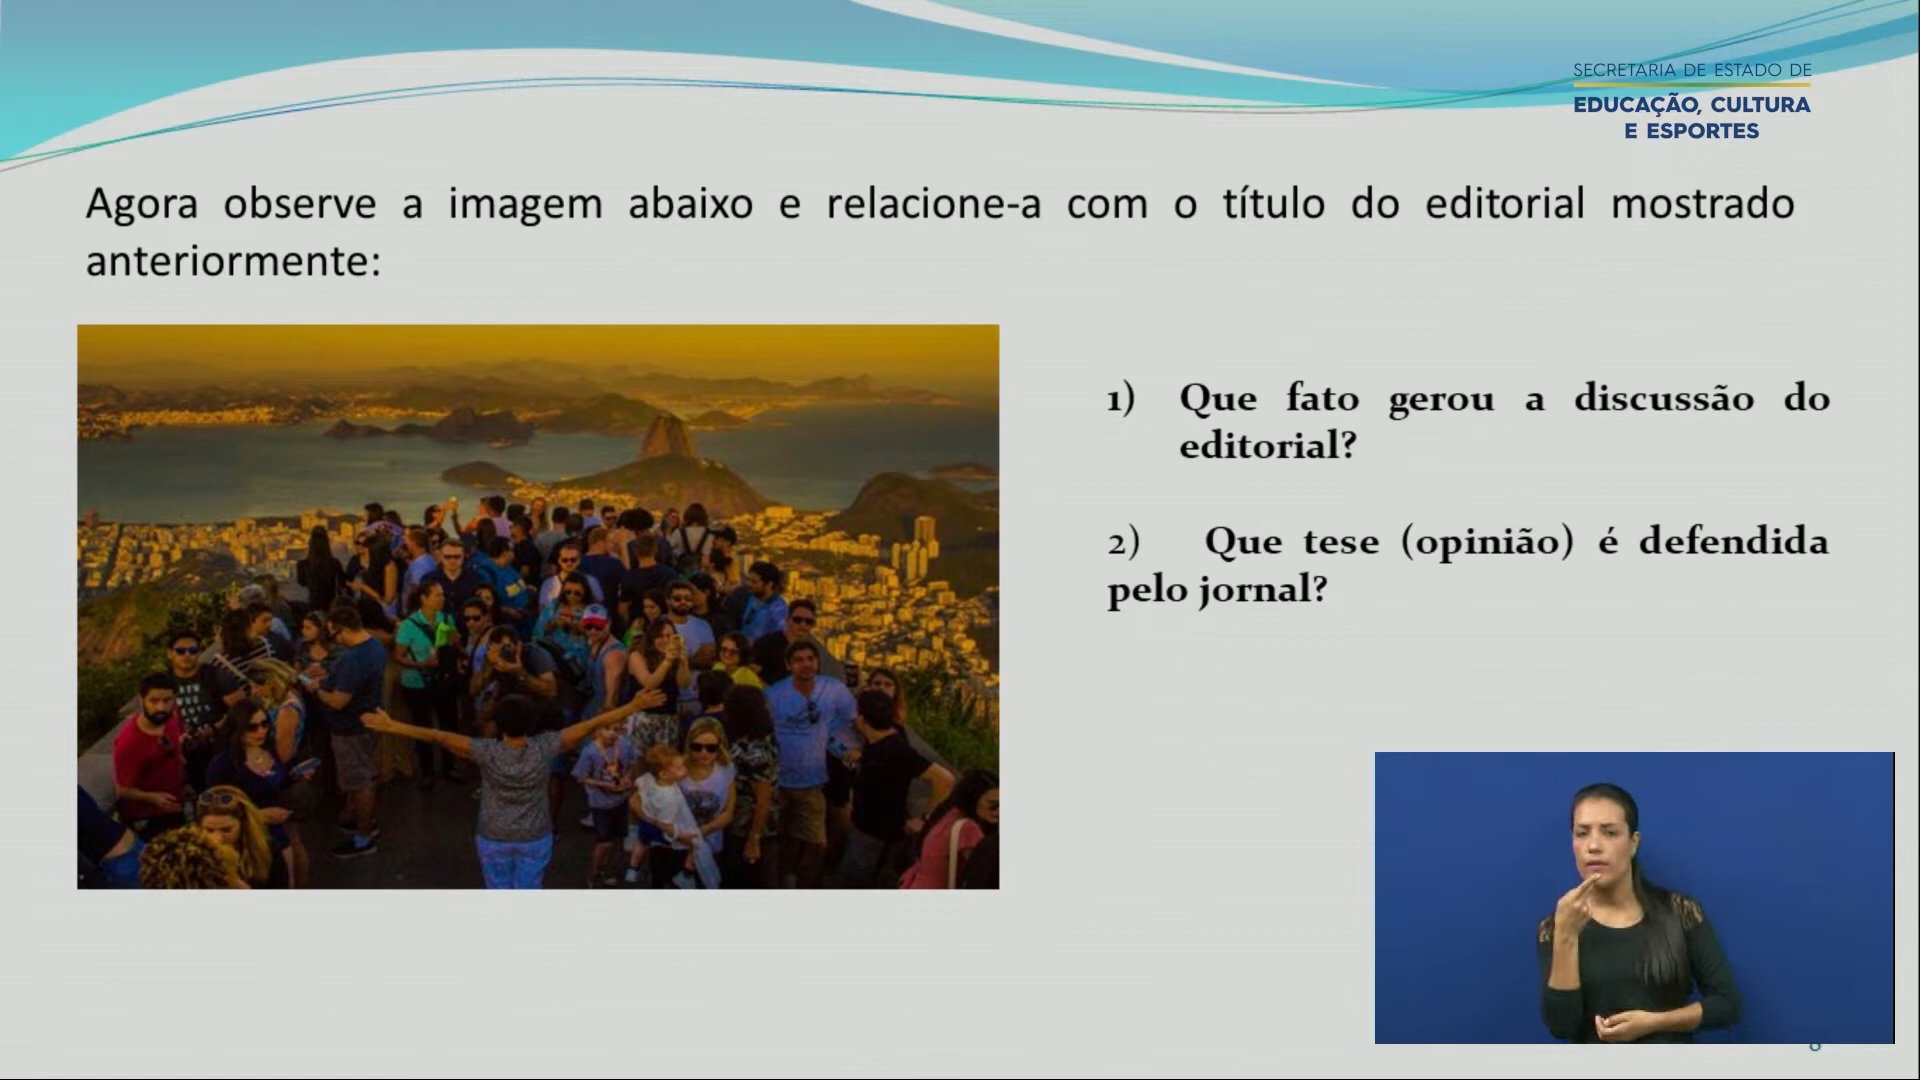 SECRETARIA DE ESTADO DE
EDUCAÇÃO, CULTURA
E ESPORTES
Agora observe a imagem abaixo e relacione-a com o título do editorial mostrado
anteriormente:
1) Que fato gerou a discussão do
editorial?
2) Que tese (opinião) é defendida
pelo jornal?